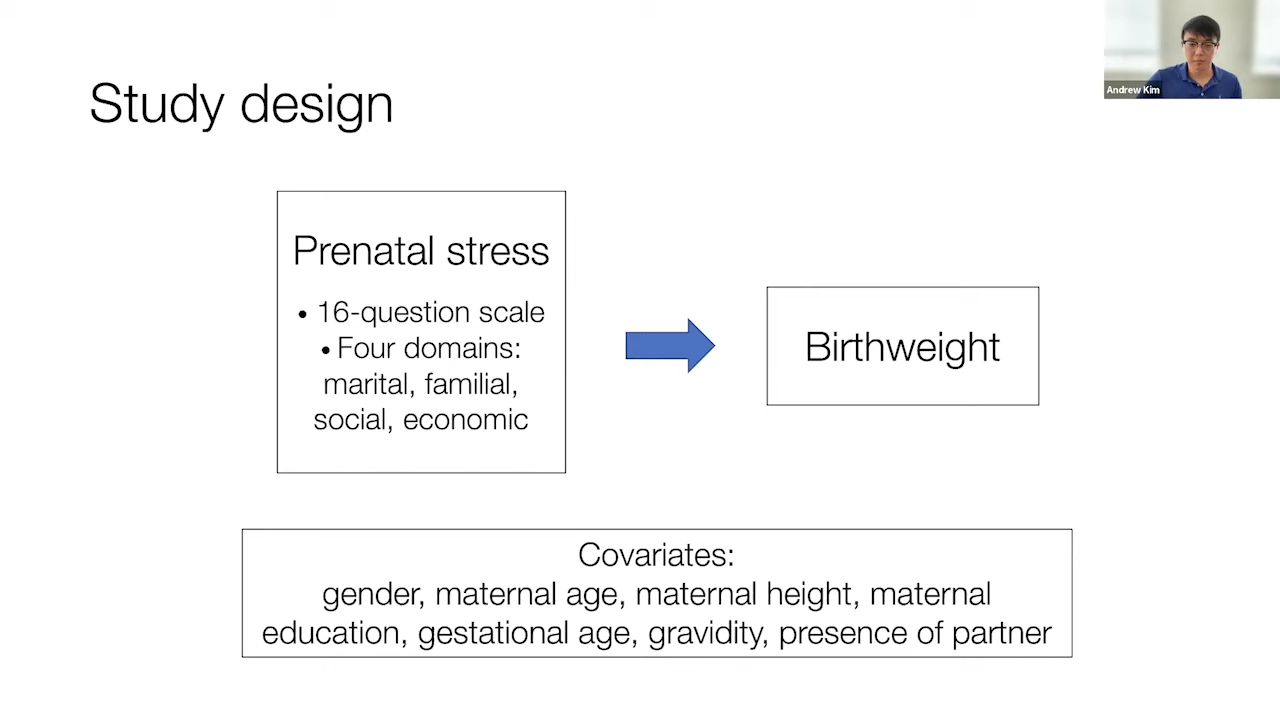 Andrew Kim
Study design
Prenatal stress
• 16-question scale
• Four domains:
marital, familial,
social, economic
Birthweight
Covariates:
gender, maternal age, maternal height, maternal
education, gestational age, gravidity, presence of partner